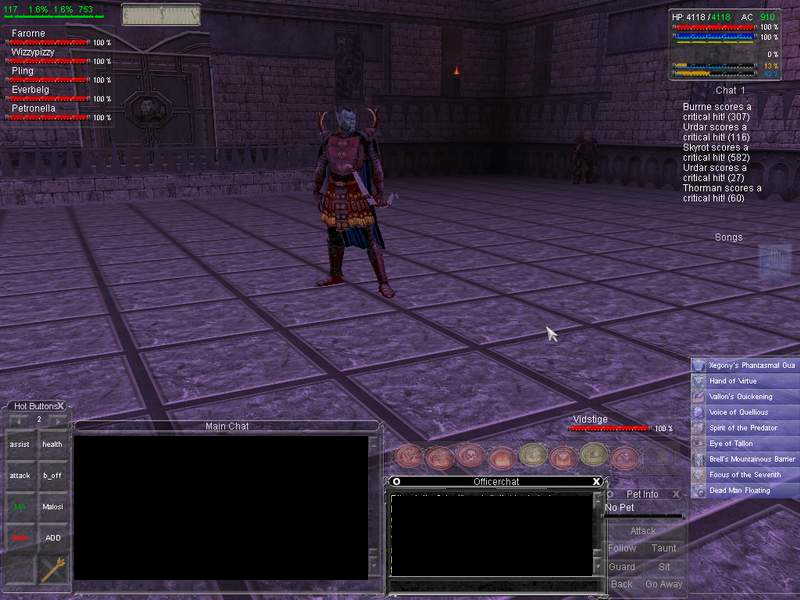 117 1.6% 1.6% 753
Farorne
100 %
Wizzypizzy
100 %
Pling
100 %
Everbelg
100 %
Petronella
100 %
HP: 4118 / 4118 AC 910
100 %
100 %
0 %
13 %
Chat 1
Burrne scores a
critical hit! (307)
Urdar scores a
critical hit! (116)
Skyrot scores a
critical hit! (582)
Urdar scores a
critical hit! (27)
Thorman scores a
critical hit! (60)
Songs
Xegony's Phantasmal Gua
Hand of Virtue
Vallon's Quickening
Voice of Quellious
Spirit of the Predator
Eye of Tallon
Brell's Mountainous Barrier
Focus of the Seventh
Dead Man Floating
Vidstige
100 %
Hot Buttons X
2
assist health
attack b_off
Malosi
ADD
Main Chat
O Officerchat X
Pet Info X
No Pet
Attack
Follow Taunt
Guard Sit
Back Go Away